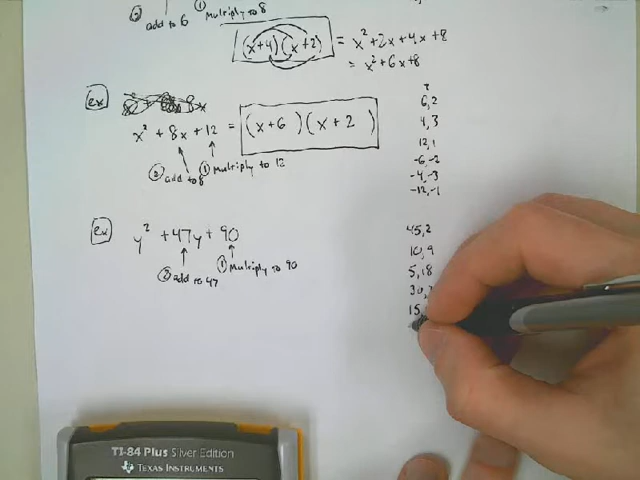 ② add to 6 ① Multiply to 8
(x+4)(x+2) = x² + 2x + 4x + 8
= x² + 6x + 8
ex
x² + 8x + 12 = (x + 6)(x + 2)
② add to 8 ① Multiply to 12
6, 2
4, 3
12, 1
-6, -2
-4, -3
-12, -1
ex
y² + 47y + 90
② add to 47 ① Multiply to 90
45, 2
10, 9
5, 18
30,
15
TI-84 Plus Silver Edition
TEXAS INSTRUMENTS